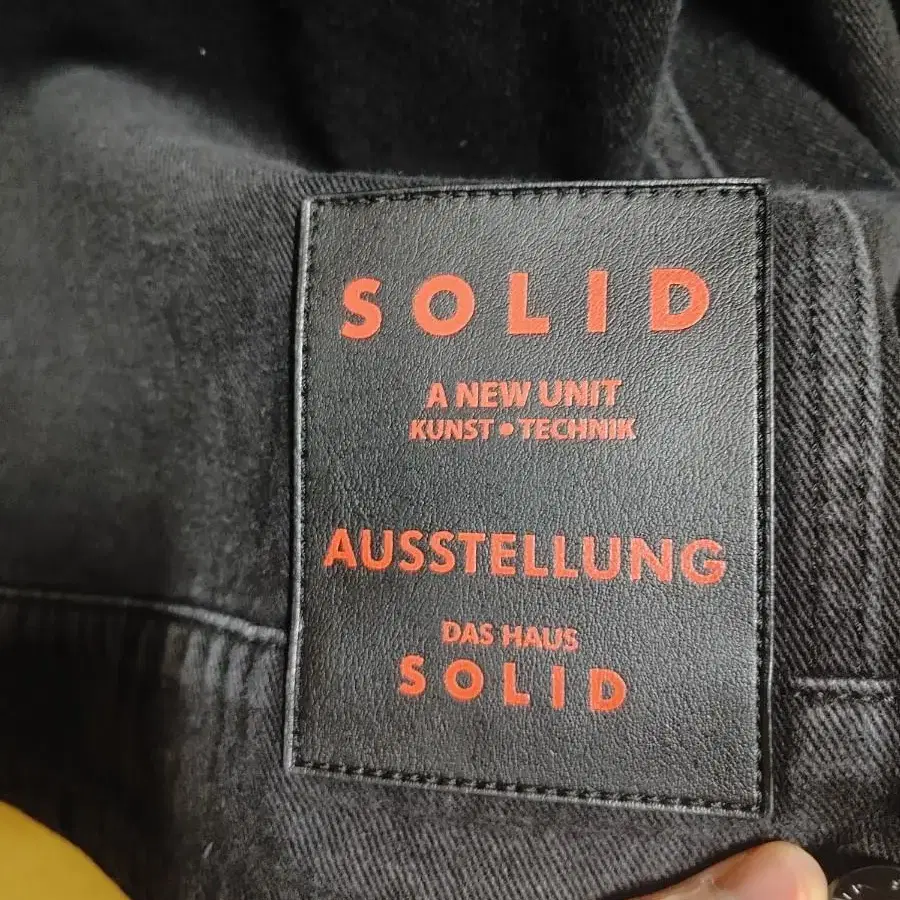 SOLID
A NEW UNIT
KUNST • TECHNIK
AUSSTELLUNG
DAS HAUS
SOLID